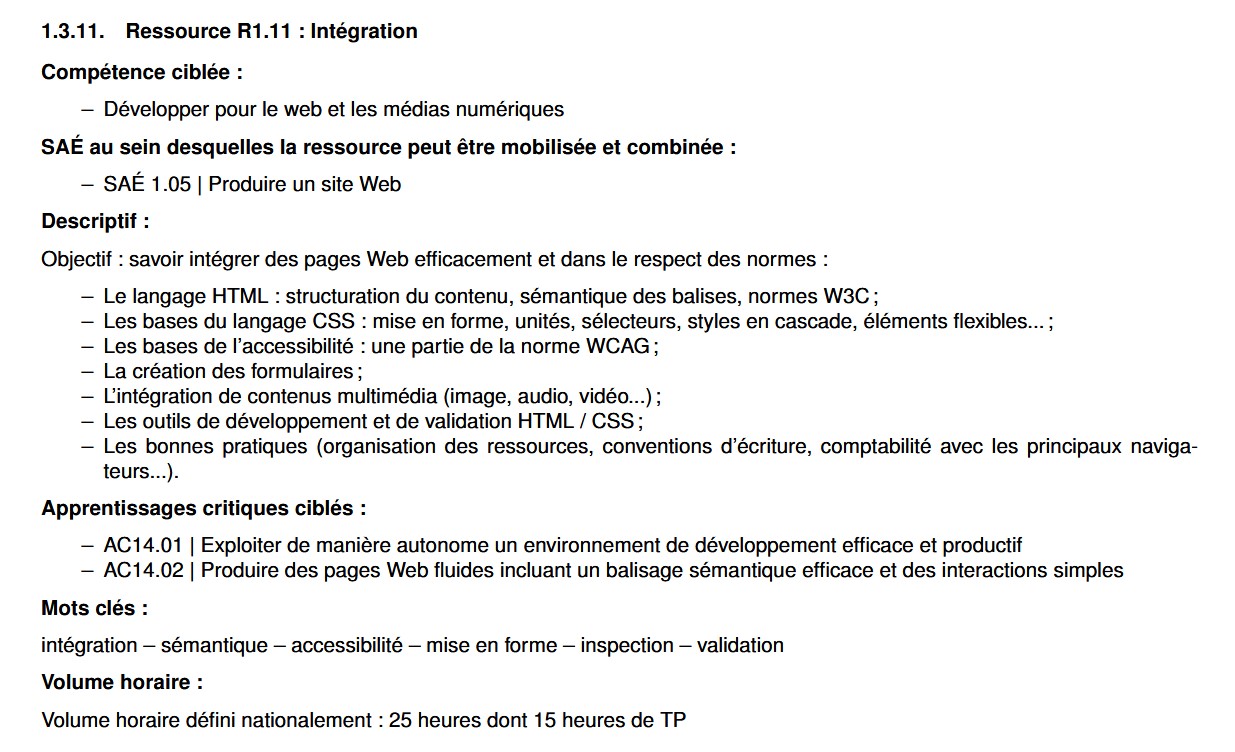 1.3.11. Ressource R1.11 : Intégration
Compétence ciblée :
– Développer pour le web et les médias numériques
SAÉ au sein desquelles la ressource peut être mobilisée et combinée :
– SAÉ 1.05 | Produire un site Web
Descriptif :
Objectif : savoir intégrer des pages Web efficacement et dans le respect des normes :
– Le langage HTML : structuration du contenu, sémantique des balises, normes W3C ;
– Les bases du langage CSS : mise en forme, unités, sélecteurs, styles en cascade, éléments flexibles... ;
– Les bases de l'accessibilité : une partie de la norme WCAG ;
– La création des formulaires ;
– L'intégration de contenus multimédia (image, audio, vidéo...) ;
– Les outils de développement et de validation HTML / CSS ;
– Les bonnes pratiques (organisation des ressources, conventions d'écriture, comptabilité avec les principaux naviga-
teurs...).
Apprentissages critiques ciblés :
– AC14.01 | Exploiter de manière autonome un environnement de développement efficace et productif
– AC14.02 | Produire des pages Web fluides incluant un balisage sémantique efficace et des interactions simples
Mots clés :
intégration – sémantique – accessibilité – mise en forme – inspection – validation
Volume horaire :
Volume horaire défini nationalement : 25 heures dont 15 heures de TP